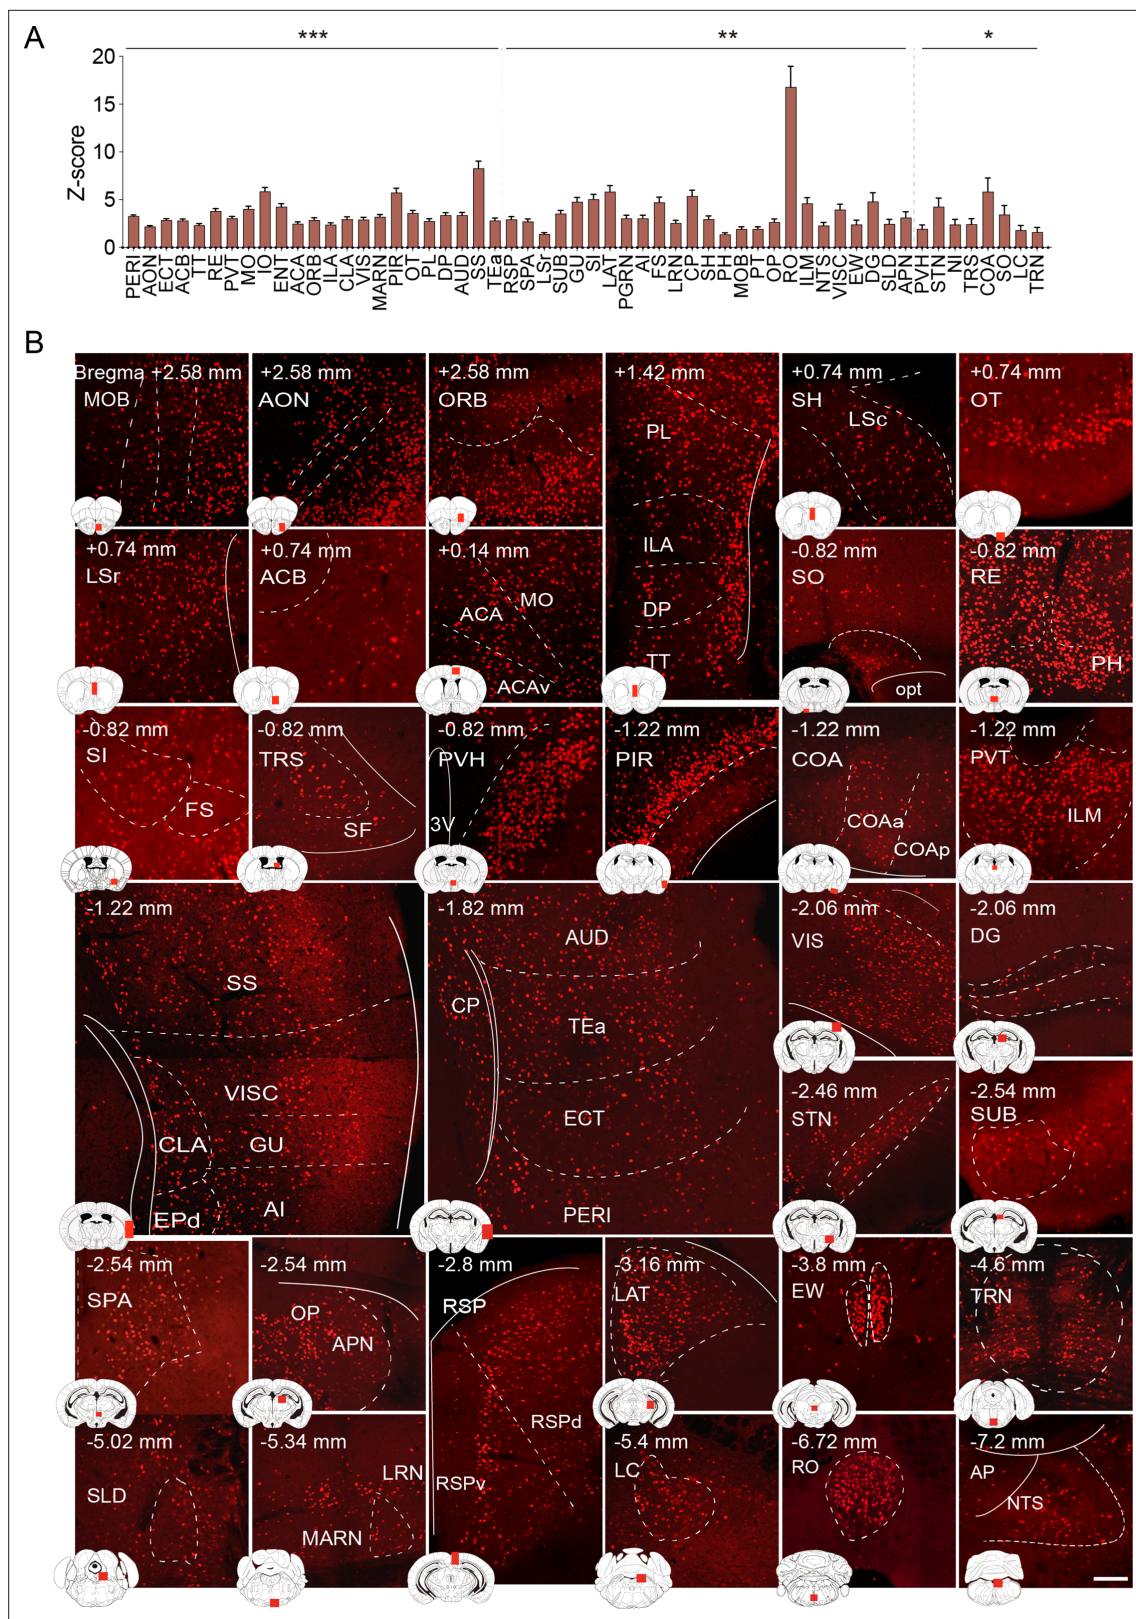 A
*** ** *
Z-score
20
15
10
5
0
PERI AON ECT ACB TT RE PVT MO IO ENT ACA ORB ILA CLA VIS MARN PIR OT PL DP AUD SS TEa RSP SPA LSr SUB GU SI LAT PGRN AI FS LRN CP SH PH MOB PT OP RO ILM NTS VISC EW DG SLD APN PVH STN NI TRS COA SO LC TRN
B
Bregma +2.58 mm
MOB
+2.58 mm
AON
+2.58 mm
ORB
+1.42 mm
PL
ILA
DP
TT
+0.74 mm
SH
LSc
+0.74 mm
OT
+0.74 mm
LSr
+0.74 mm
ACB
+0.14 mm
MO
ACA
ACAv
-0.82 mm
SO
opt
-0.82 mm
RE
PH
-0.82 mm
SI
FS
-0.82 mm
TRS
SF
-0.82 mm
PVH
3V
-1.22 mm
PIR
-1.22 mm
COA
COAa
COAp
-1.22 mm
PVT
ILM
-1.22 mm
SS
VISC
CLA
GU
EPd
AI
-1.82 mm
AUD
CP
TEa
ECT
PERI
-2.06 mm
VIS
-2.06 mm
DG
-2.46 mm
STN
-2.54 mm
SUB
-2.54 mm
SPA
-2.54 mm
OP
APN
-2.8 mm
RSP
RSPd
RSPv
-3.16 mm
LAT
-3.8 mm
EW
-4.6 mm
TRN
-5.02 mm
SLD
-5.34 mm
LRN
MARN
-5.4 mm
LC
-6.72 mm
RO
-7.2 mm
AP
NTS